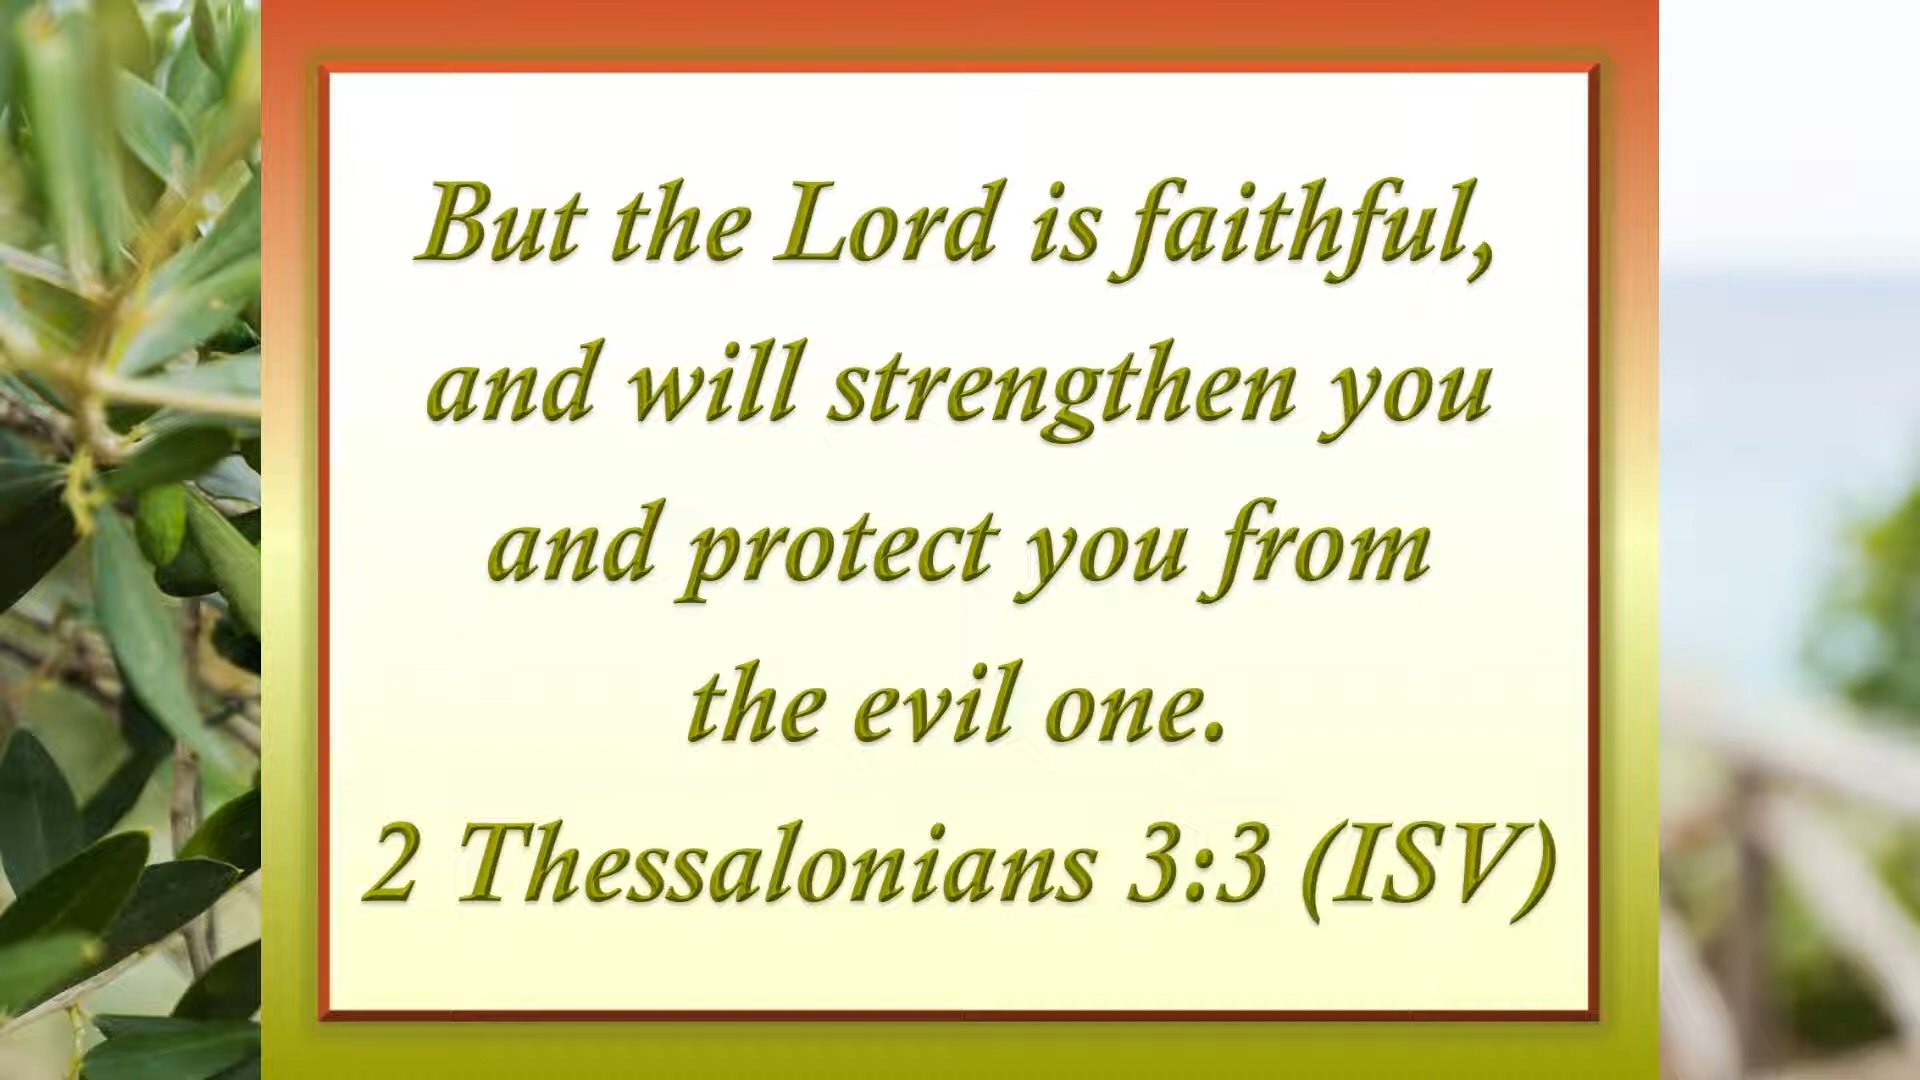 But the Lord is faithful,
and will strengthen you
and protect you from
the evil one.
2 Thessalonians 3:3 (ISV)